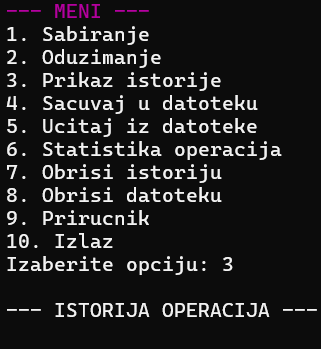 --- MENI ---
1. Sabiranje
2. Oduzimanje
3. Prikaz istorije
4. Sacuvaj u datoteku
5. Ucitaj iz datoteke
6. Statistika operacija
7. Obrisi istoriju
8. Obrisi datoteku
9. Prirucnik
10. Izlaz
Izaberite opciju: 3
--- ISTORIJA OPERACIJA ---